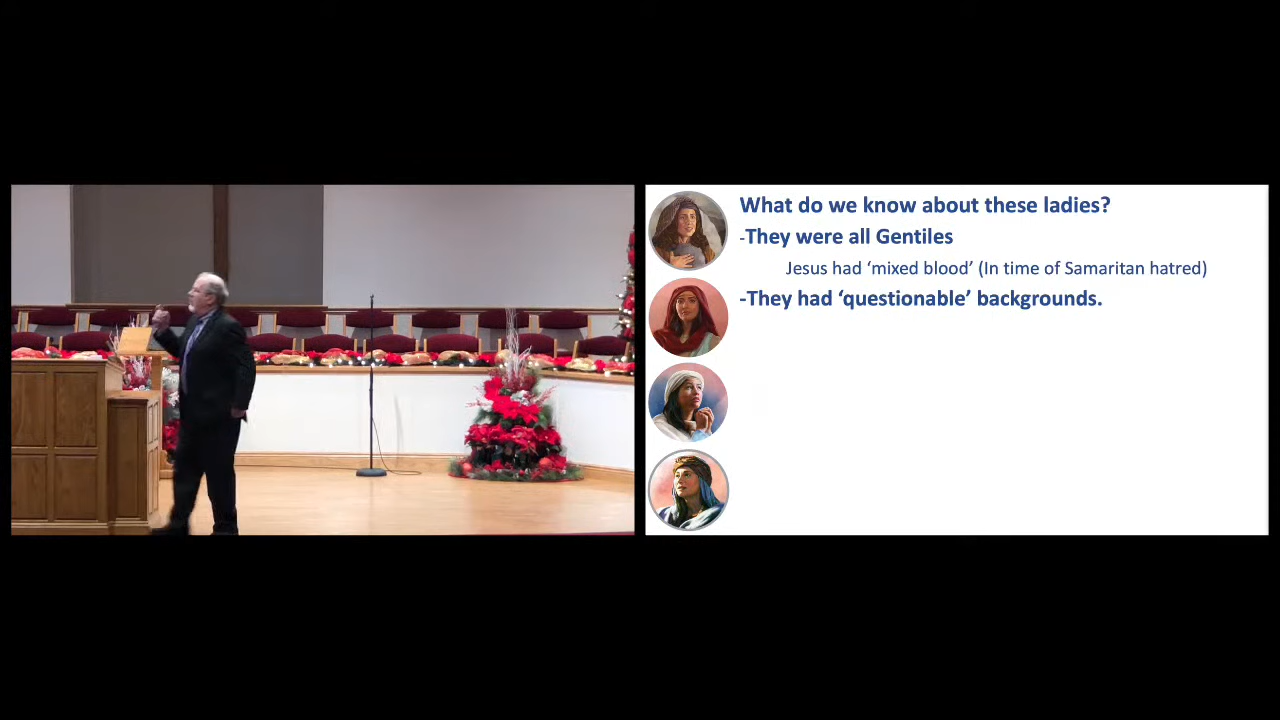 What do we know about these ladies?
-They were all Gentiles
Jesus had ‘mixed blood’ (In time of Samaritan hatred)
-They had ‘questionable’ backgrounds.